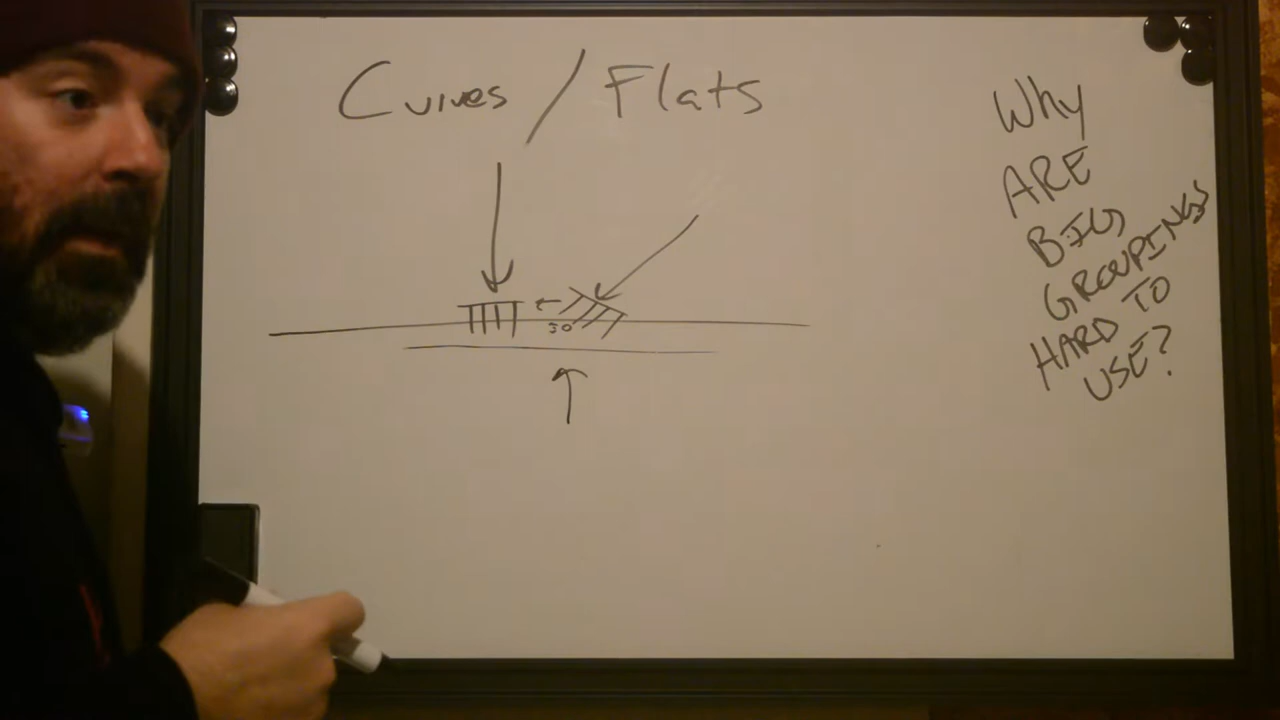 Curves / Flats
30
Why
ARE
BIG
GROUPINGS
HARD TO
USE?